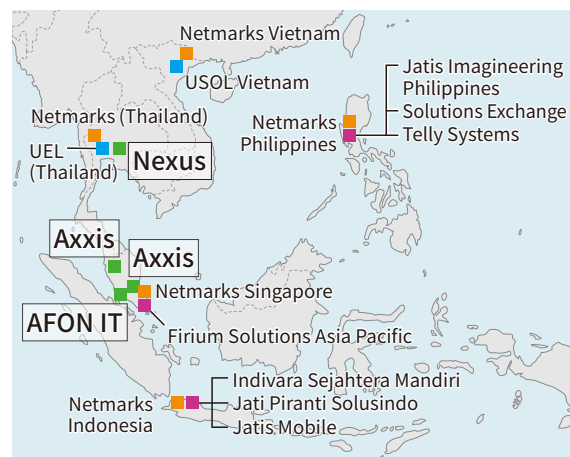 Netmarks Vietnam
USOL Vietnam
Jatis Imagineering
Philippines
Solutions Exchange
Telly Systems
Netmarks
Philippines
Netmarks (Thailand)
UEL
(Thailand)
Nexus
Axxis
Axxis
AFON IT
Netmarks Singapore
Firium Solutions Asia Pacific
Netmarks
Indonesia
Indivara Sejahtera Mandiri
Jati Piranti Solusindo
Jatis Mobile